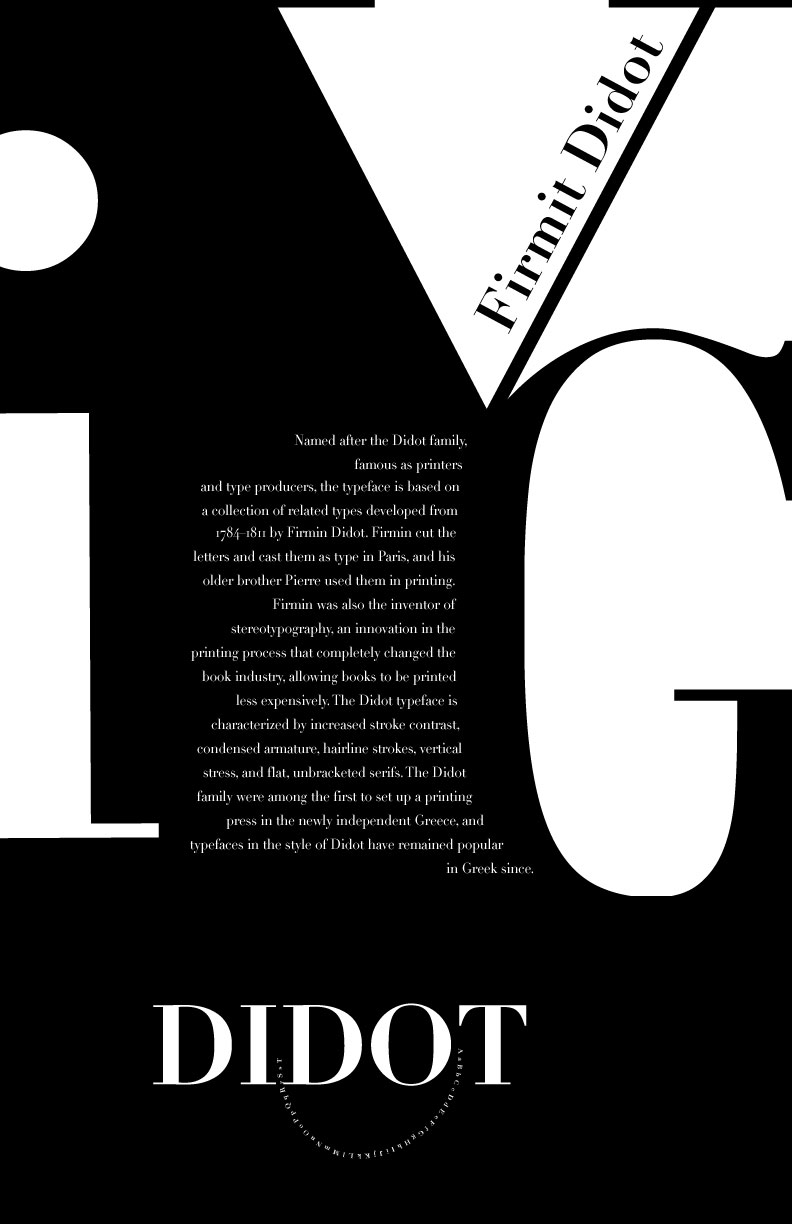 i V G
Firmit Didot
Named after the Didot family,
famous as printers
and type producers, the typeface is based on
a collection of related types developed from
1784–1811 by Firmin Didot. Firmin cut the
letters and cast them as type in Paris, and his
older brother Pierre used them in printing.
Firmin was also the inventor of
stereotypography, an innovation in the
printing process that completely changed the
book industry, allowing books to be printed
less expensively. The Didot typeface is
characterized by increased stroke contrast,
condensed armature, hairline strokes, vertical
stress, and flat, unbracketed serifs. The Didot
family were among the first to set up a printing
press in the newly independent Greece, and
typefaces in the style of Didot have remained popular
in Greek since.
DIDOT